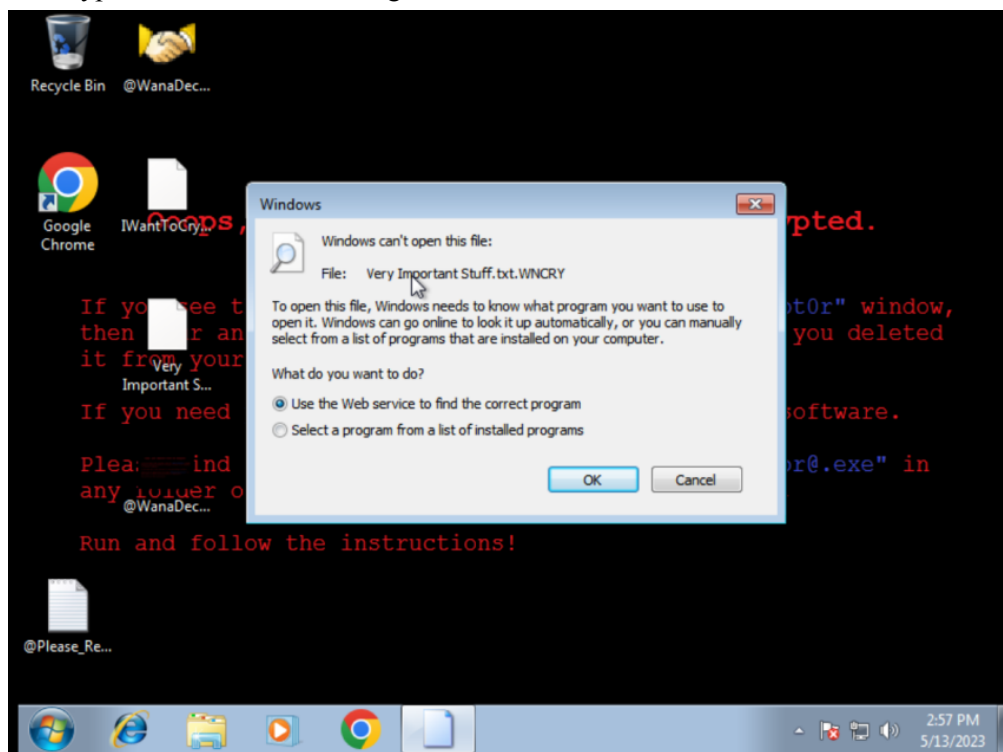 Recycle Bin
@WanaDec...
Google
Chrome
IWantToCry...
Very
Important S...
@WanaDec...
@Please_Re...
Ooops,
pted.
If you see t
ot0r" window,
then r an
you deleted
it from your
If you need
software.
Plea ind
or@.exe" in
any folder o
Run and follow the instructions!
Windows
Windows can't open this file:
File: Very Important Stuff.txt.WNCRY
To open this file, Windows needs to know what program you want to use to
open it. Windows can go online to look it up automatically, or you can manually
select from a list of programs that are installed on your computer.
What do you want to do?
Use the Web service to find the correct program
Select a program from a list of installed programs
OK
Cancel
2:57 PM
5/13/2023